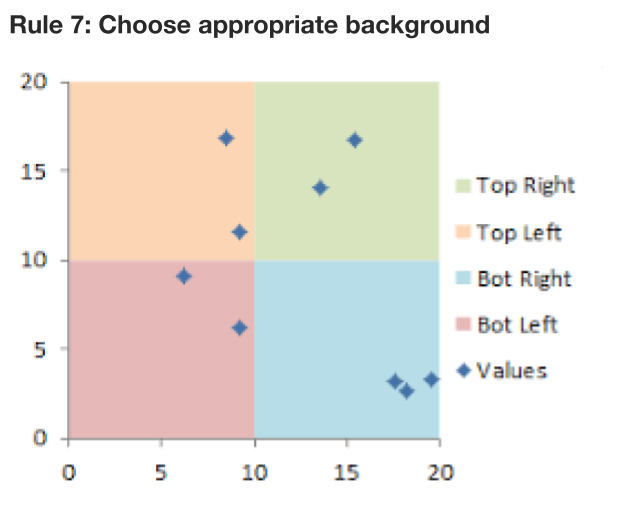 Rule 7: Choose appropriate background
20
15
10
5
0
0 5 10 15 20
Top Right
Top Left
Bot Right
Bot Left
Values